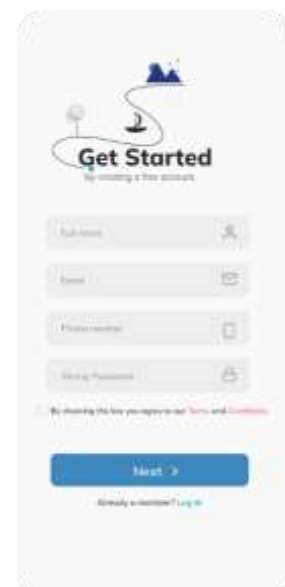 Get Started
by creating a free account.
Full name
Email
Phone number
Strong Password
By checking the box you agree to our Terms and Conditions.
Next >
Already a member? Log In